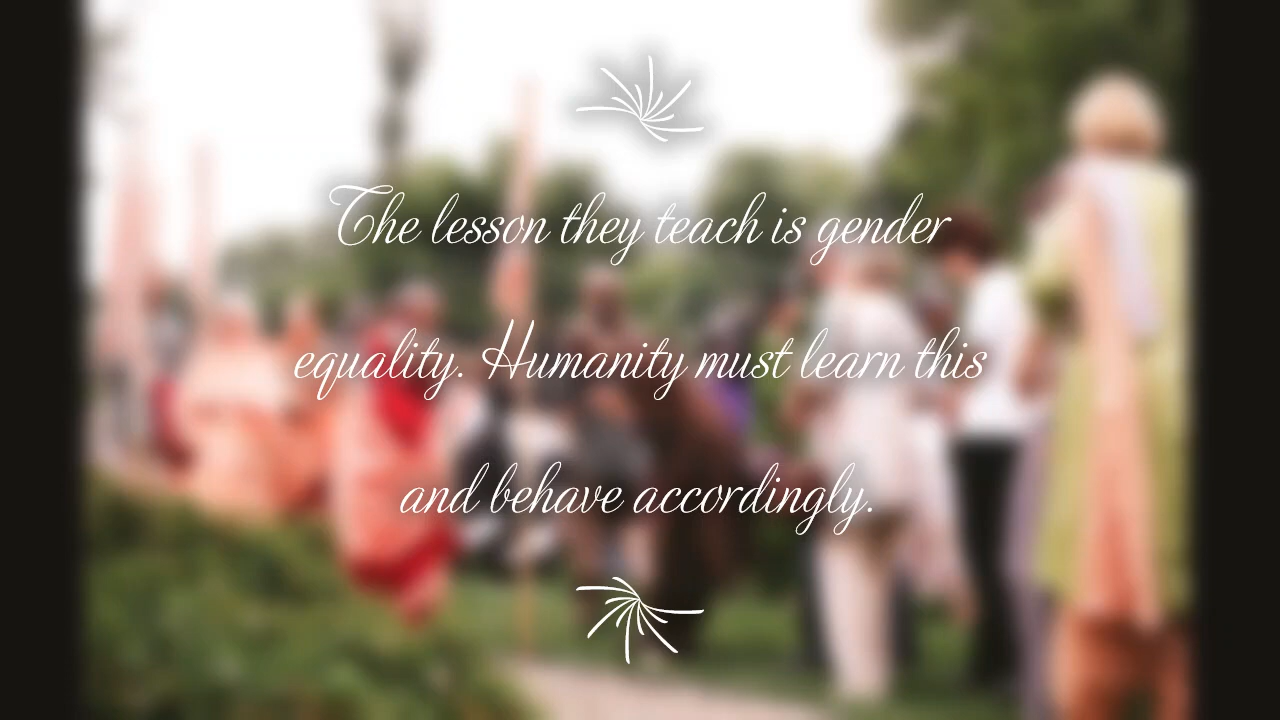 The lesson they teach is gender
equality. Humanity must learn this
and behave accordingly.